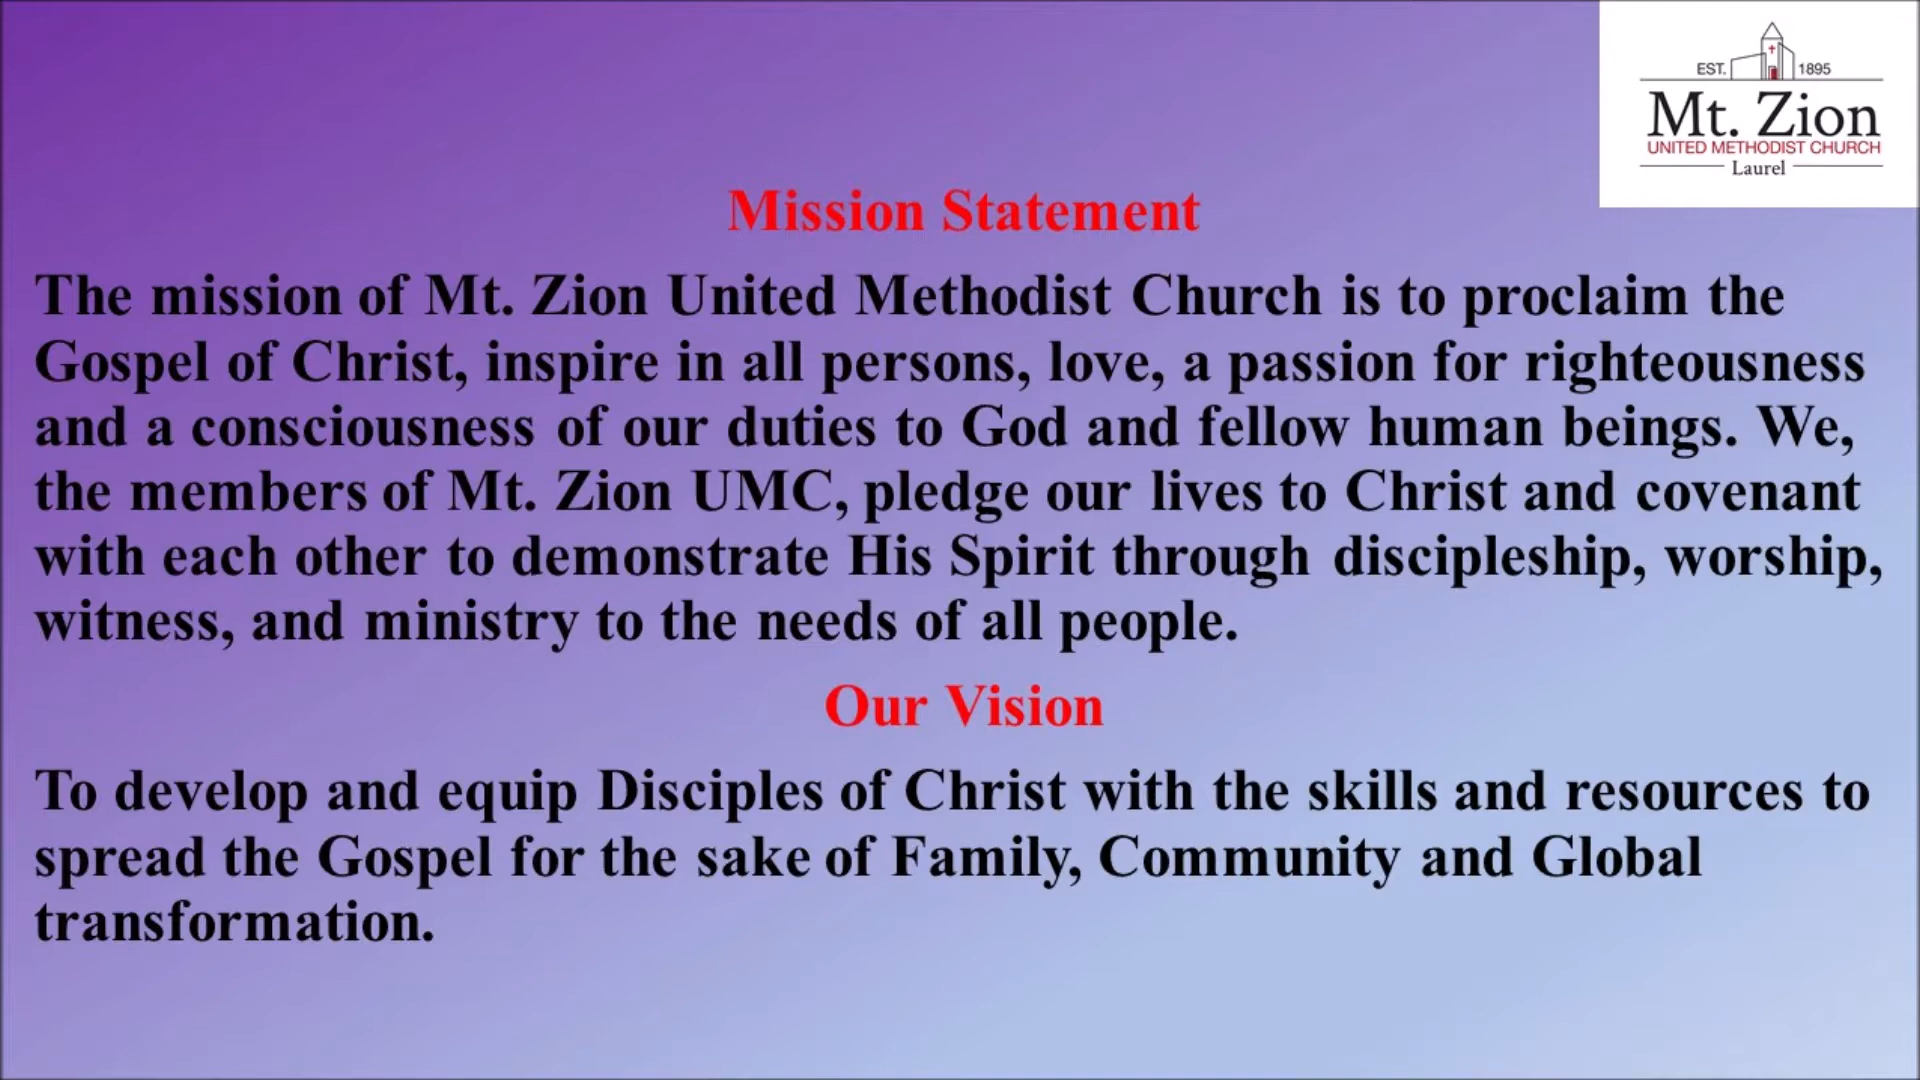 EST. 1895
Mt. Zion
UNITED METHODIST CHURCH
Laurel
Mission Statement
The mission of Mt. Zion United Methodist Church is to proclaim the
Gospel of Christ, inspire in all persons, love, a passion for righteousness
and a consciousness of our duties to God and fellow human beings. We,
the members of Mt. Zion UMC, pledge our lives to Christ and covenant
with each other to demonstrate His Spirit through discipleship, worship,
witness, and ministry to the needs of all people.
Our Vision
To develop and equip Disciples of Christ with the skills and resources to
spread the Gospel for the sake of Family, Community and Global
transformation.